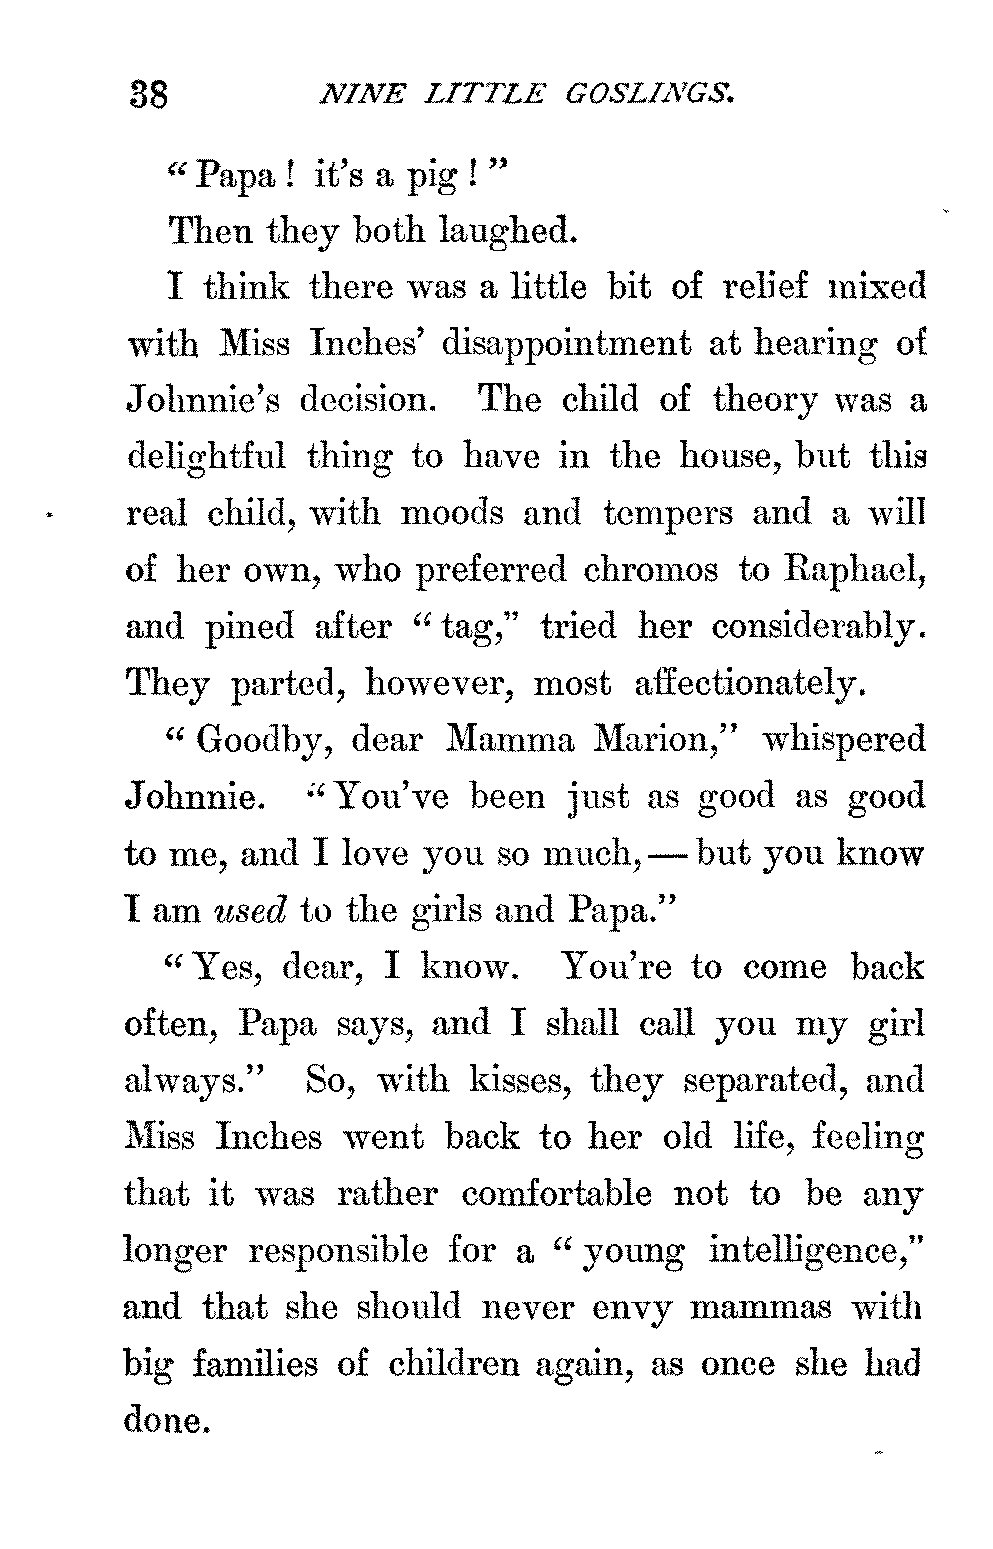 38 NINE LITTLE GOSLINGS.
“Papa! it’s a pig!”
Then they both laughed.
I think there was a little bit of relief mixed
with Miss Inches’ disappointment at hearing of
Johnnie’s decision. The child of theory was a
delightful thing to have in the house, but this
real child, with moods and tempers and a will
of her own, who preferred chromos to Raphael,
and pined after “tag,” tried her considerably.
They parted, however, most affectionately.
“Goodby, dear Mamma Marion,” whispered
Johnnie. “You’ve been just as good as good
to me, and I love you so much,—but you know
I am used to the girls and Papa.”
“Yes, dear, I know. You’re to come back
often, Papa says, and I shall call you my girl
always.” So, with kisses, they separated, and
Miss Inches went back to her old life, feeling
that it was rather comfortable not to be any
longer responsible for a “young intelligence,”
and that she should never envy mammas with
big families of children again, as once she had
done.